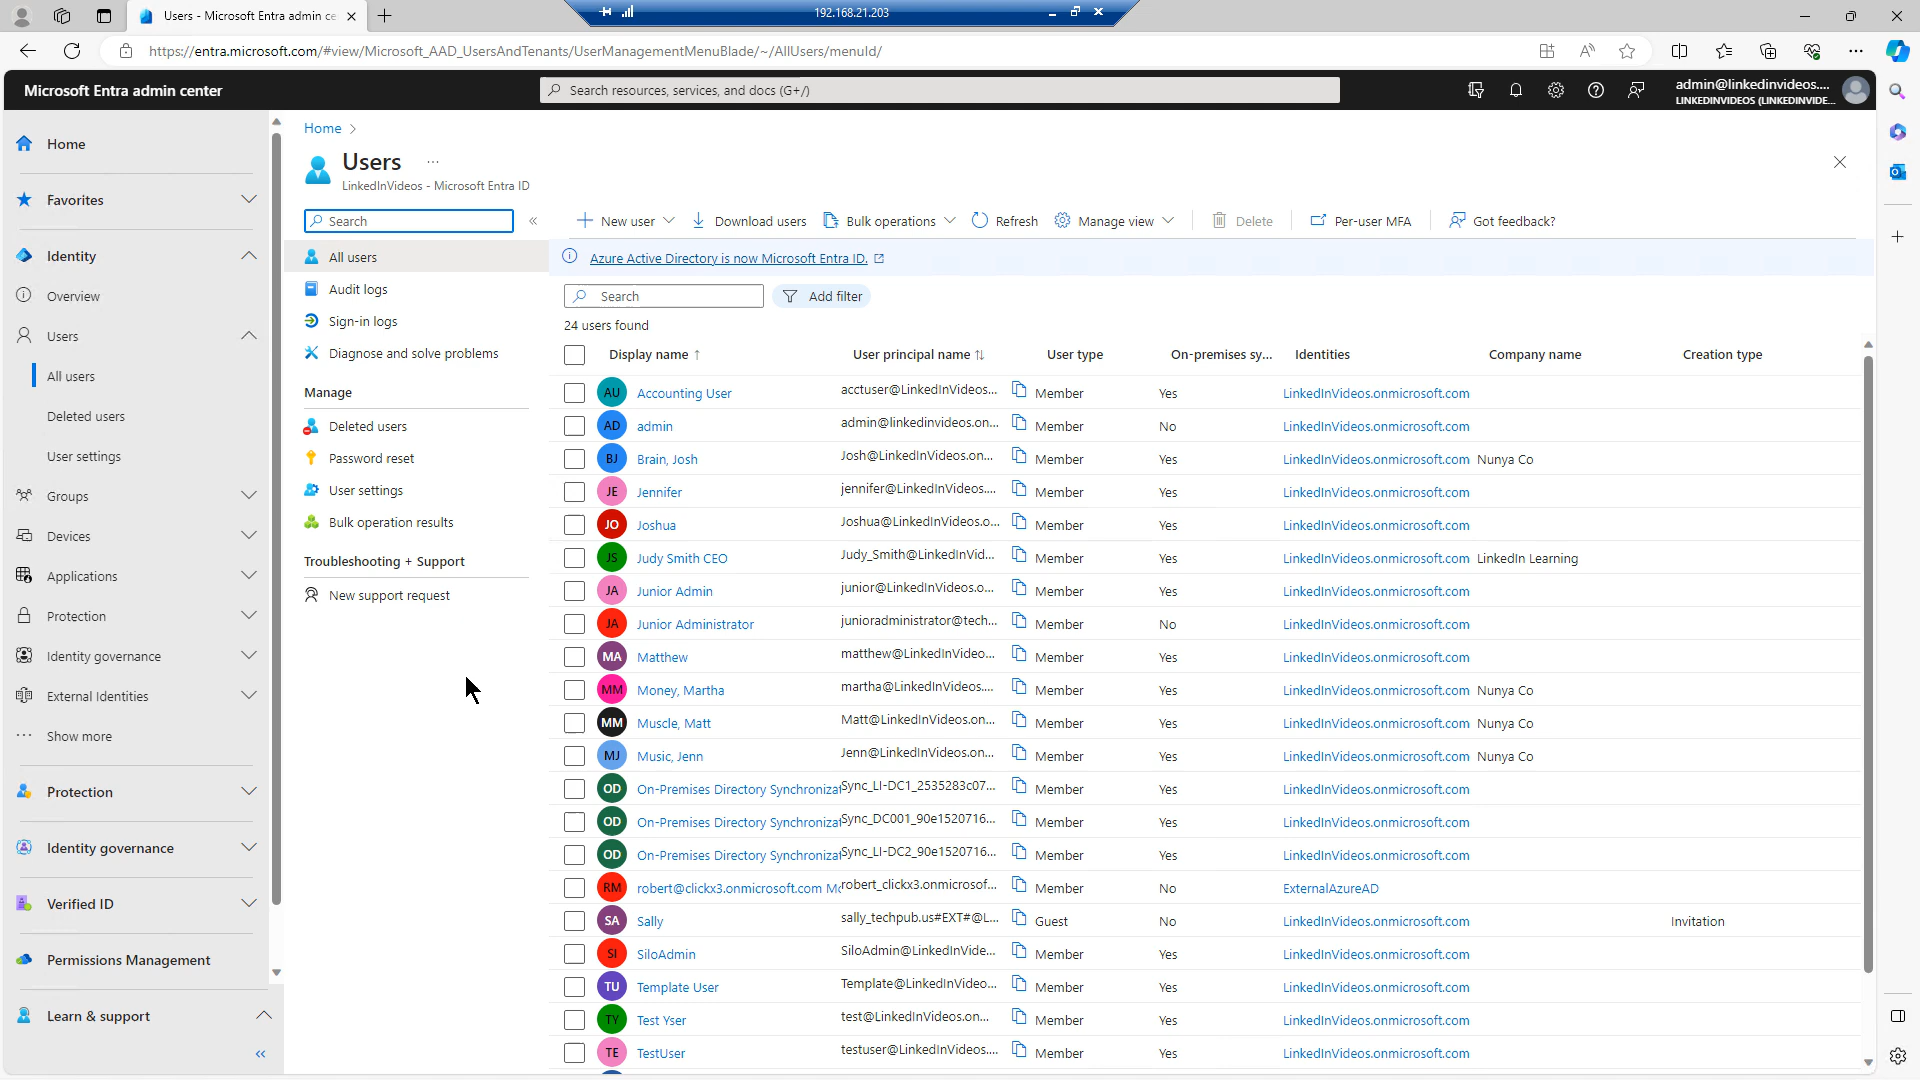 Users - Microsoft Entra admin ce
192.168.21.203
https://entra.microsoft.com/#view/Microsoft_AAD_UsersAndTenants/UserManagementMenuBlade/~/AllUsers/menuId/
Microsoft Entra admin center
Search resources, services, and docs (G+/)
admin@linkedinvideos....
LINKEDINVIDEOS (LINKEDINVIDE...
Home
Favorites
Identity
Overview
Users
All users
Deleted users
User settings
Groups
Devices
Applications
Protection
Identity governance
External Identities
Show more
Protection
Identity governance
Verified ID
Permissions Management
Learn & support
Home
Users
LinkedInVideos - Microsoft Entra ID
Search
All users
Audit logs
Sign-in logs
Diagnose and solve problems
Manage
Deleted users
Password reset
User settings
Bulk operation results
Troubleshooting + Support
New support request
New user Download users Bulk operations Refresh Manage view Delete Per-user MFA Got feedback?
Azure Active Directory is now Microsoft Entra ID.
Search Add filter
24 users found
Display name ↑ User principal name ↑↓ User type On-premises sy... Identities Company name Creation type
AU Accounting User acctuser@LinkedInVideos... Member Yes LinkedInVideos.onmicrosoft.com
AD admin admin@linkedinvideos.on... Member No LinkedInVideos.onmicrosoft.com
BJ Brain, Josh Josh@LinkedInVideos.on... Member Yes LinkedInVideos.onmicrosoft.com Nunya Co
JE Jennifer jennifer@LinkedInVideos.... Member Yes LinkedInVideos.onmicrosoft.com
JO Joshua Joshua@LinkedInVideos.o... Member Yes LinkedInVideos.onmicrosoft.com
JS Judy Smith CEO Judy_Smith@LinkedInVid... Member Yes LinkedInVideos.onmicrosoft.com LinkedIn Learning
JA Junior Admin junior@LinkedInVideos.o... Member Yes LinkedInVideos.onmicrosoft.com
JA Junior Administrator junioradministrator@tech... Member No LinkedInVideos.onmicrosoft.com
MA Matthew matthew@LinkedInVideo... Member Yes LinkedInVideos.onmicrosoft.com
MM Money, Martha martha@LinkedInVideos.... Member Yes LinkedInVideos.onmicrosoft.com Nunya Co
MM Muscle, Matt Matt@LinkedInVideos.on... Member Yes LinkedInVideos.onmicrosoft.com Nunya Co
MJ Music, Jenn Jenn@LinkedInVideos.on... Member Yes LinkedInVideos.onmicrosoft.com Nunya Co
OD On-Premises Directory Synchronizat Sync_LI-DC1_2535283c07... Member Yes LinkedInVideos.onmicrosoft.com
OD On-Premises Directory Synchronizat Sync_DC001_90e1520716... Member Yes LinkedInVideos.onmicrosoft.com
OD On-Premises Directory Synchronizat Sync_LI-DC2_90e1520716... Member Yes LinkedInVideos.onmicrosoft.com
RM robert@clickx3.onmicrosoft.com Mc robert_clickx3.onmicrosof... Member No ExternalAzureAD
SA Sally sally_techpub.us#EXT#@L... Guest No LinkedInVideos.onmicrosoft.com Invitation
SI SiloAdmin SiloAdmin@LinkedInVide... Member Yes LinkedInVideos.onmicrosoft.com
TU Template User Template@LinkedInVideo... Member Yes LinkedInVideos.onmicrosoft.com
TY Test Yser test@LinkedInVideos.on... Member Yes LinkedInVideos.onmicrosoft.com
TE TestUser testuser@LinkedInVideos.... Member Yes LinkedInVideos.onmicrosoft.com